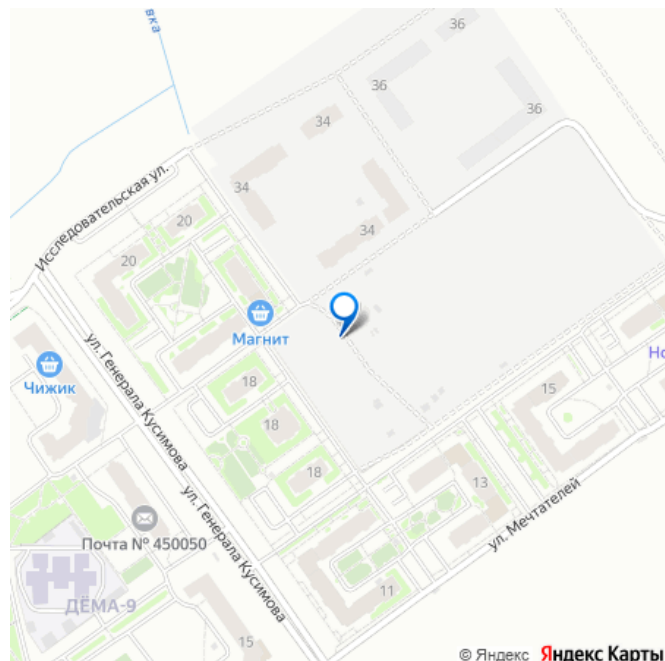 вка
36
36
36
34
34
34
Исследовательская ул.
20
20
Магнит
ул. Генерала Кусимова
Чижик
18
15
Но
18
13
18
ул. Генерала Кусимова
ул. Мечтателей
Почта № 450050
ДЁМА-9
11
15
© Яндекс Яндекс Карты